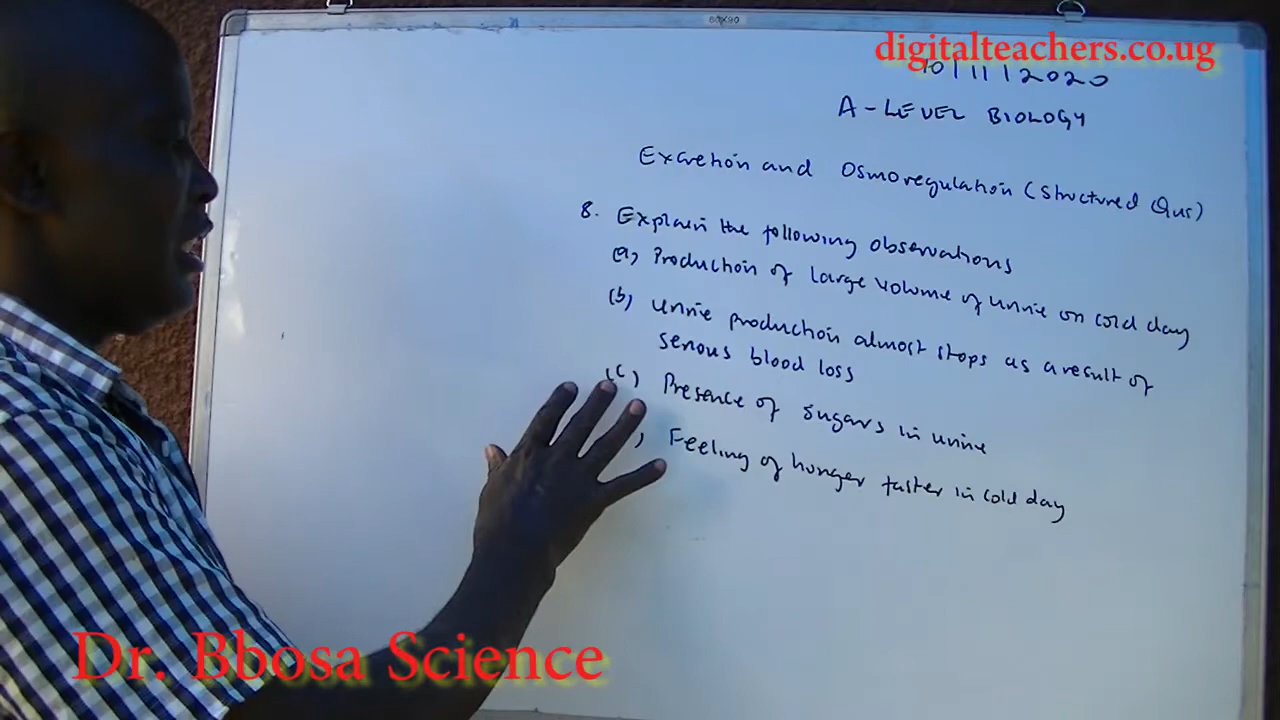 60X90
digitalteachers.co.ug
10/11/2020
A-LEVEL BIOLOGY
Excretion and Osmoregulation (Structured Qns)
8. Explain the following observations
(a) Production of large volume of urine on cold day
(b) urine production almost stops as a result of
serious blood loss
(c) Presence of sugars in urine
) Feeling of hunger faster in cold day
Dr. Bbosa Science